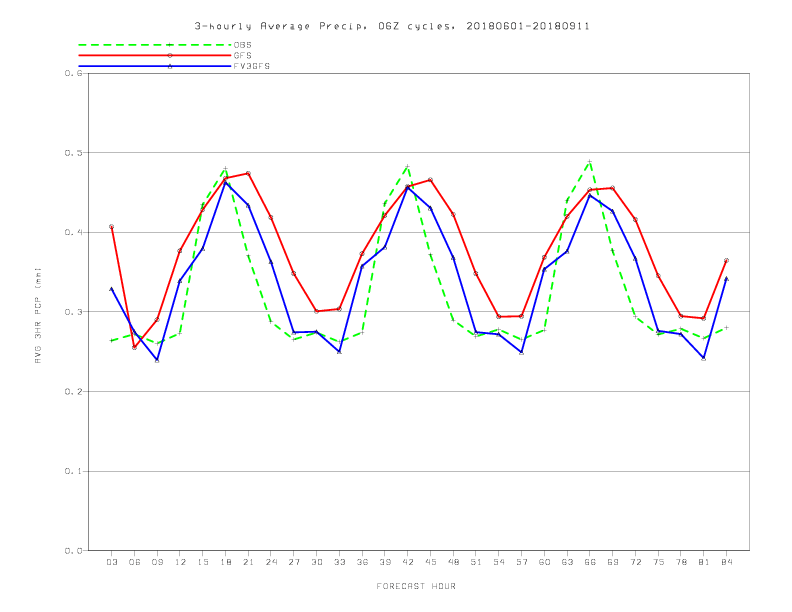 3-hourly Average Precip, 06Z cycles, 20180601-20180911
OBS
GFS
FV3GFS
0.6
0.5
0.4
0.3
0.2
0.1
0.0
AVG 3HR PCP (mm)
03 06 09 12 15 18 21 24 27 30 33 36 39 42 45 48 51 54 57 60 63 66 69 72 75 78 81 84
FORECAST HOUR